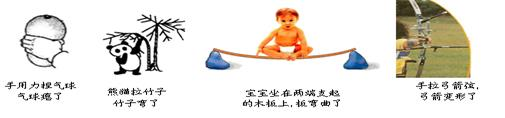 手用力捏气球
气球瘪了
熊猫拉竹子
竹子弯了
宝宝坐在两端支起
的木板上，板弯曲了
手拉弓箭弦，
弓箭变形了